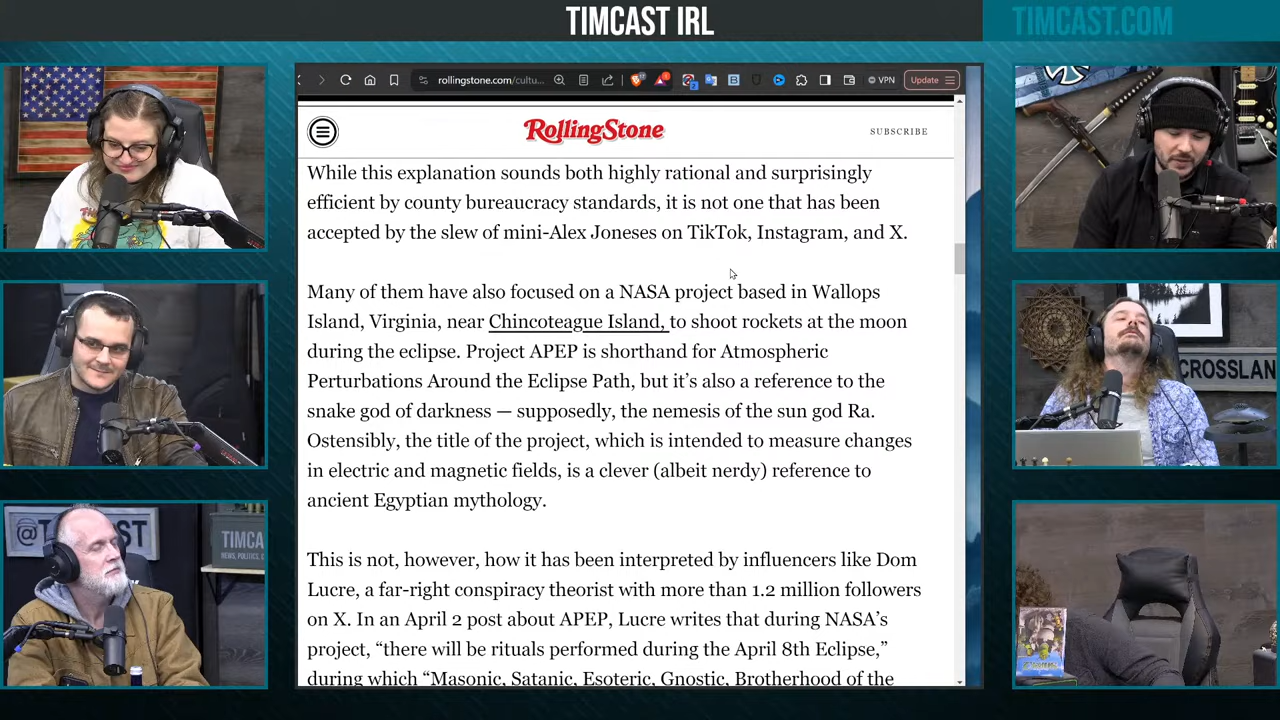 TIMCAST IRL
TIMCAST.COM
rollingstone.com/cultu...
VPN
Update
RollingStone
SUBSCRIBE
While this explanation sounds both highly rational and surprisingly
efficient by county bureaucracy standards, it is not one that has been
accepted by the slew of mini-Alex Joneses on TikTok, Instagram, and X.
Many of them have also focused on a NASA project based in Wallops
Island, Virginia, near Chincoteague Island, to shoot rockets at the moon
during the eclipse. Project APEP is shorthand for Atmospheric
Perturbations Around the Eclipse Path, but it’s also a reference to the
snake god of darkness — supposedly, the nemesis of the sun god Ra.
Ostensibly, the title of the project, which is intended to measure changes
in electric and magnetic fields, is a clever (albeit nerdy) reference to
ancient Egyptian mythology.
This is not, however, how it has been interpreted by influencers like Dom
Lucre, a far-right conspiracy theorist with more than 1.2 million followers
on X. In an April 2 post about APEP, Lucre writes that during NASA’s
project, “there will be rituals performed during the April 8th Eclipse,”
during which “Masonic, Satanic, Esoteric, Gnostic, Brotherhood of the
CROSSLAN
TIMCA
NEWS, POLITICS, C